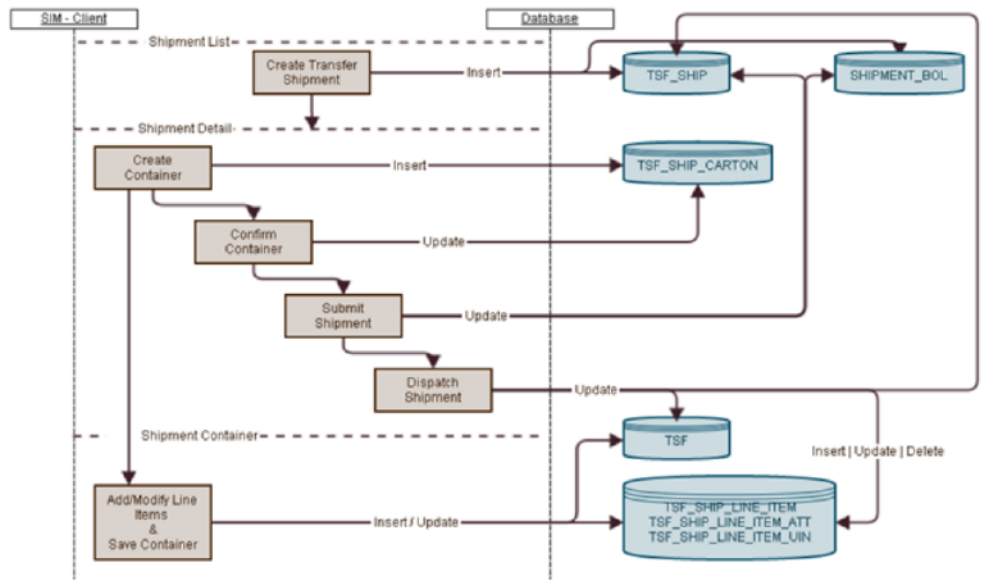 SIM - Client
Database
Shipment List
Create Transfer
Shipment
Insert
TSF_SHIP
SHIPMENT_BOL
Shipment Detail
Create
Container
Insert
TSF_SHIP_CARTON
Confirm
Container
Update
Submit
Shipment
Update
Dispatch
Shipment
Update
Shipment Container
TSF
Insert | Update | Delete
Add/Modify Line
Items
&
Save Container
Insert / Update
TSF_SHIP_LINE_ITEM
TSF_SHIP_LINE_ITEM_ATT
TSF_SHIP_LINE_ITEM_UIN